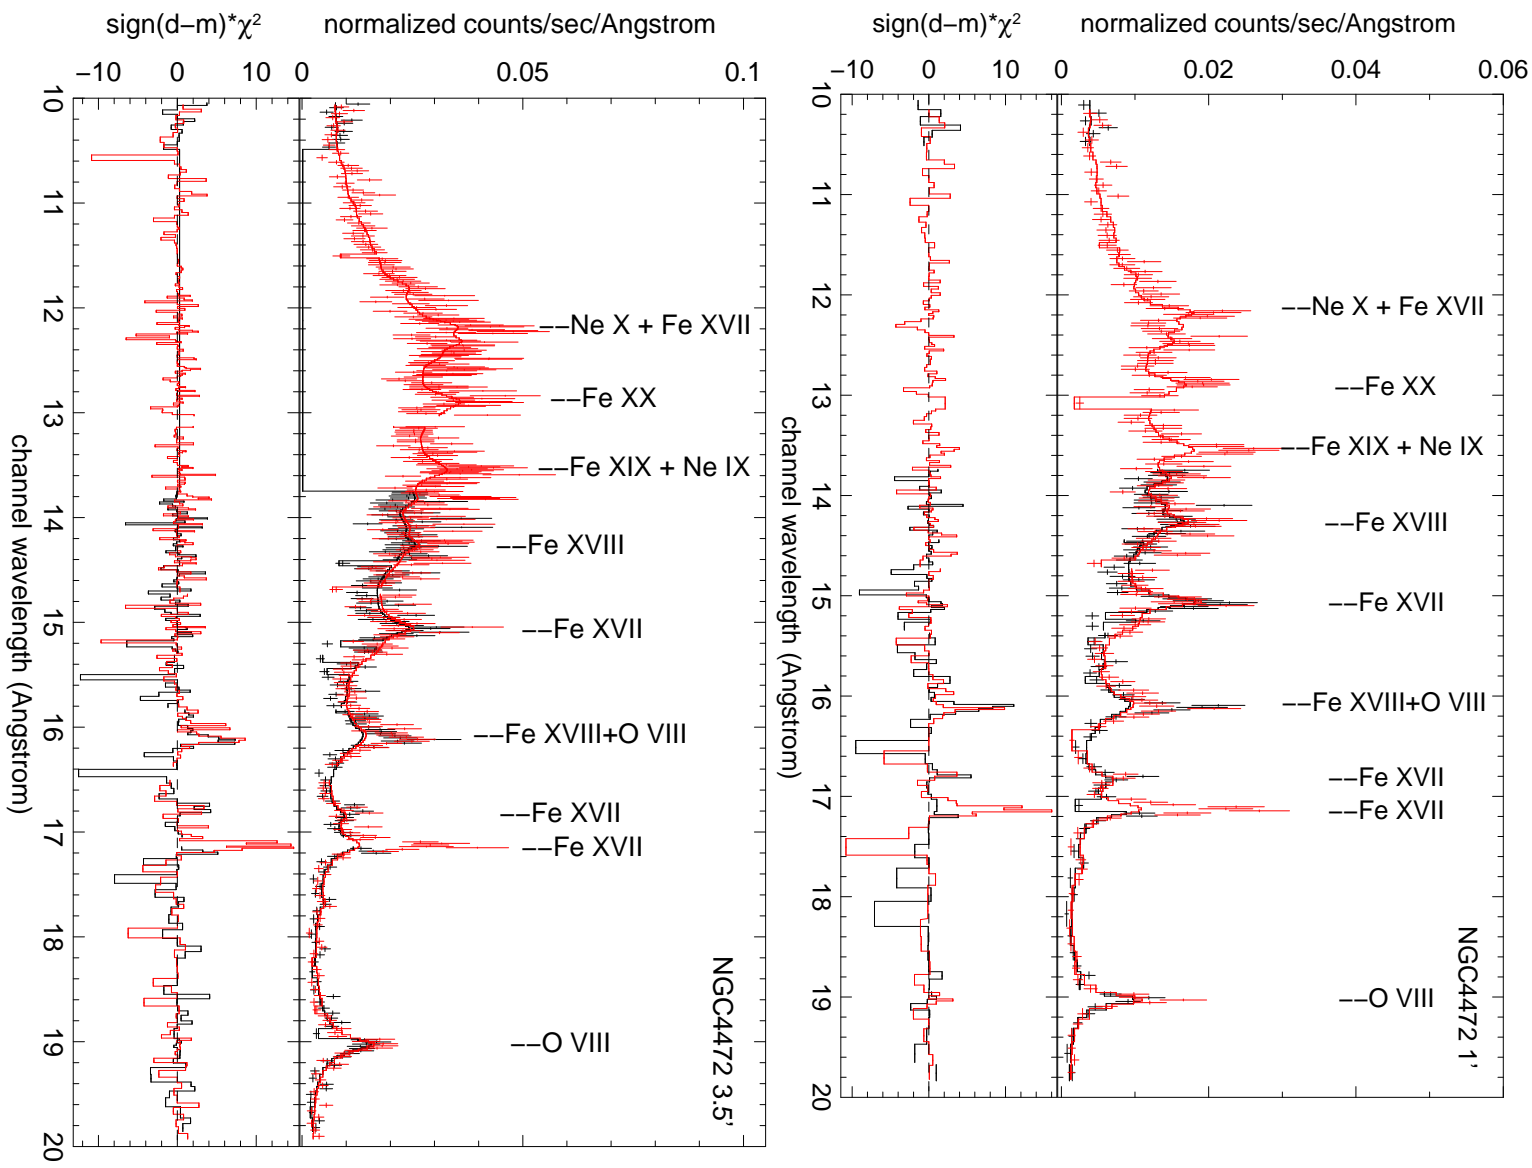 sign(d−m)*χ²
normalized counts/sec/Angstrom
−10 0 10
0 0.05 0.1
10
11
12
13
14
15
16
17
18
19
20
channel wavelength (Angstrom)
−−Ne X + Fe XVII
−−Fe XX
−−Fe XIX + Ne IX
−−Fe XVIII
−−Fe XVII
−−Fe XVIII+O VIII
−−Fe XVII
−−Fe XVII
−−O VIII
NGC4472 3.5'
sign(d−m)*χ²
normalized counts/sec/Angstrom
−10 0 10
0 0.02 0.04 0.06
10
11
12
13
14
15
16
17
18
19
20
channel wavelength (Angstrom)
−−Ne X + Fe XVII
−−Fe XX
−−Fe XIX + Ne IX
−−Fe XVIII
−−Fe XVII
−−Fe XVIII+O VIII
−−Fe XVII
−−Fe XVII
−−O VIII
NGC4472 1'